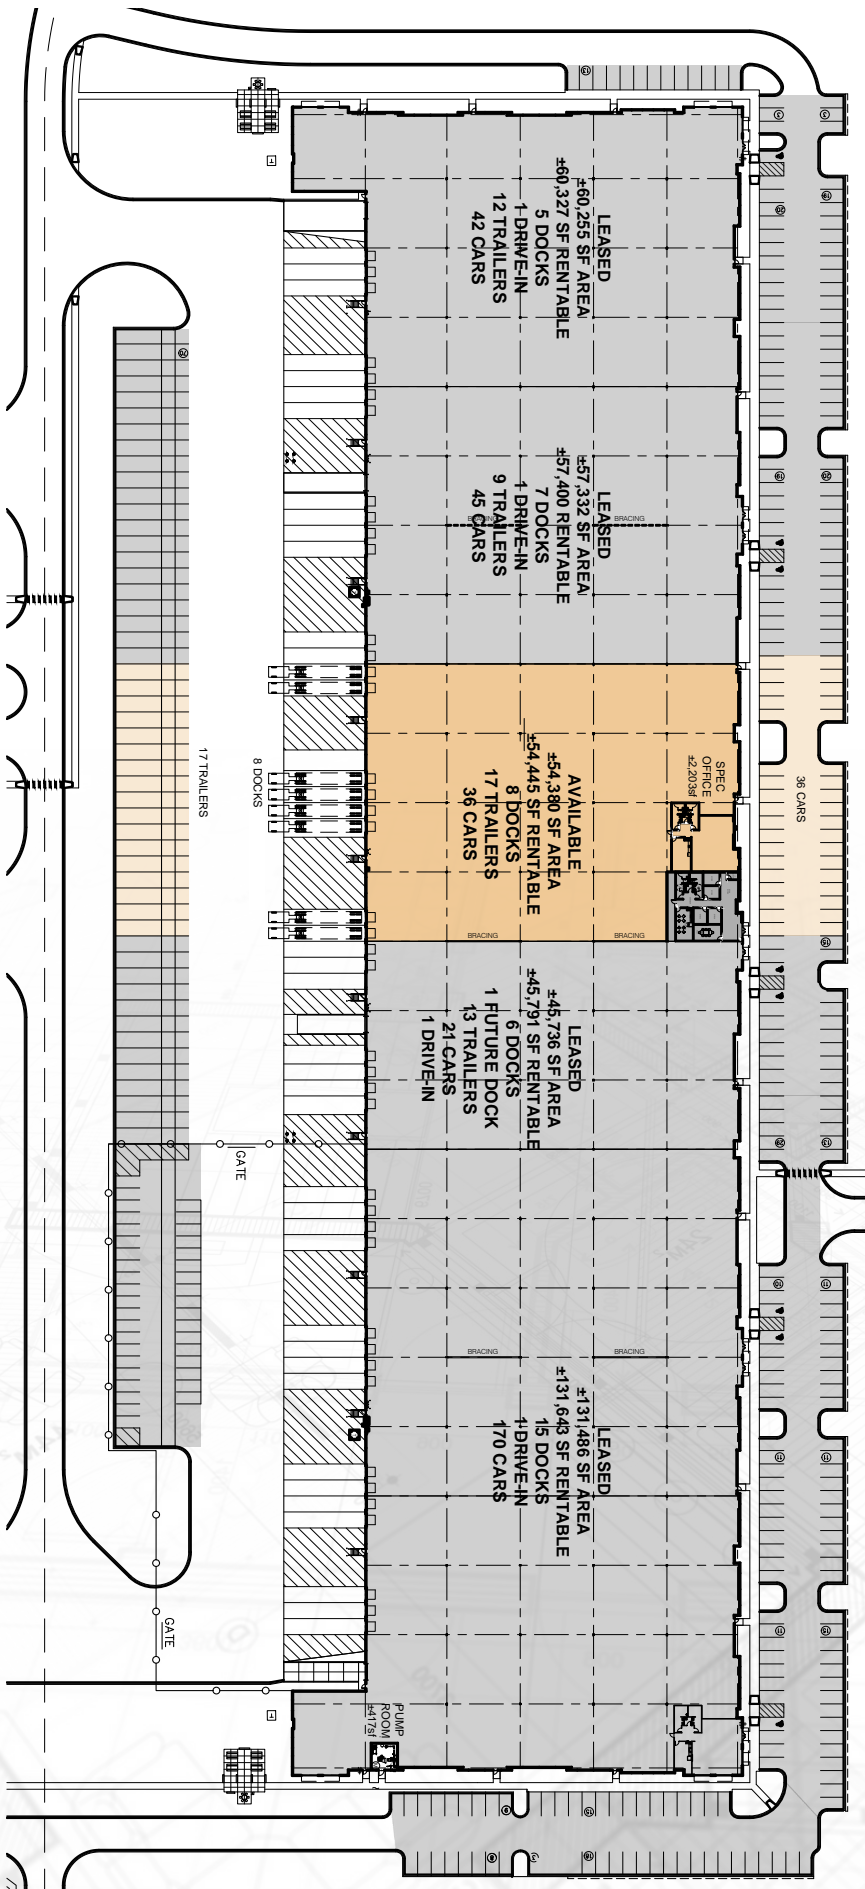 LEASED
±60,255 SF AREA
±60,327 SF RENTABLE
5 DOCKS
1 DRIVE-IN
12 TRAILERS
42 CARS
LEASED
±57,332 SF AREA
±57,400 RENTABLE
7 DOCKS
1 DRIVE-IN
9 TRAILERS
45 CARS
BRACING
BRACING
AVAILABLE
±54,380 SF AREA
±54,445 SF RENTABLE
8 DOCKS
17 TRAILERS
36 CARS
SPEC
OFFICE
±2,203sf
36 CARS
17 TRAILERS
8 DOCKS
BRACING
BRACING
LEASED
±45,736 SF AREA
±45,791 SF RENTABLE
6 DOCKS
1 FUTURE DOCK
13 TRAILERS
21 CARS
1 DRIVE-IN
GATE
BRACING
BRACING
LEASED
±131,486 SF AREA
±131,643 SF RENTABLE
15 DOCKS
1 DRIVE-IN
170 CARS
GATE
PUMP
ROOM
±417sf